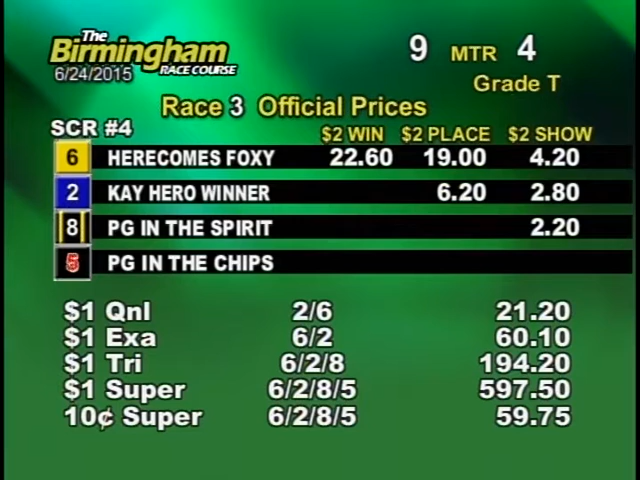 The
Birmingham
RACE COURSE
6/24/2015
9 MTR 4
Grade T
Race 3 Official Prices
SCR #4
$2 WIN $2 PLACE $2 SHOW
6 HERECOMES FOXY 22.60 19.00 4.20
2 KAY HERO WINNER 6.20 2.80
8 PG IN THE SPIRIT 2.20
5 PG IN THE CHIPS
$1 Qnl 2/6 21.20
$1 Exa 6/2 60.10
$1 Tri 6/2/8 194.20
$1 Super 6/2/8/5 597.50
10¢ Super 6/2/8/5 59.75